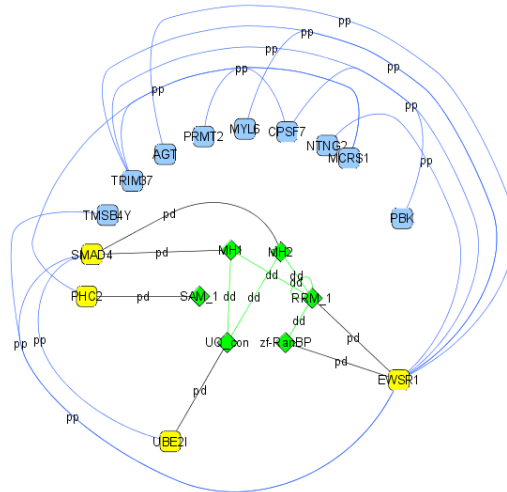 pp
pp
pp
pp
pp
pp
pp
MYL6
CPSF7
PRMT2
NTNG2
AGT
MCRS1
TRIM37
pp
TMSB4Y
PBK
pd
SMAD4
pd
MH1
MH2
dd
dd
dd
PHC2
pd
SAM_1
RRM_1
dd
dd
dd
pp
pp
UQ_con
zf-RanBP
pd
EWSR1
pd
pd
pp
UBE2I